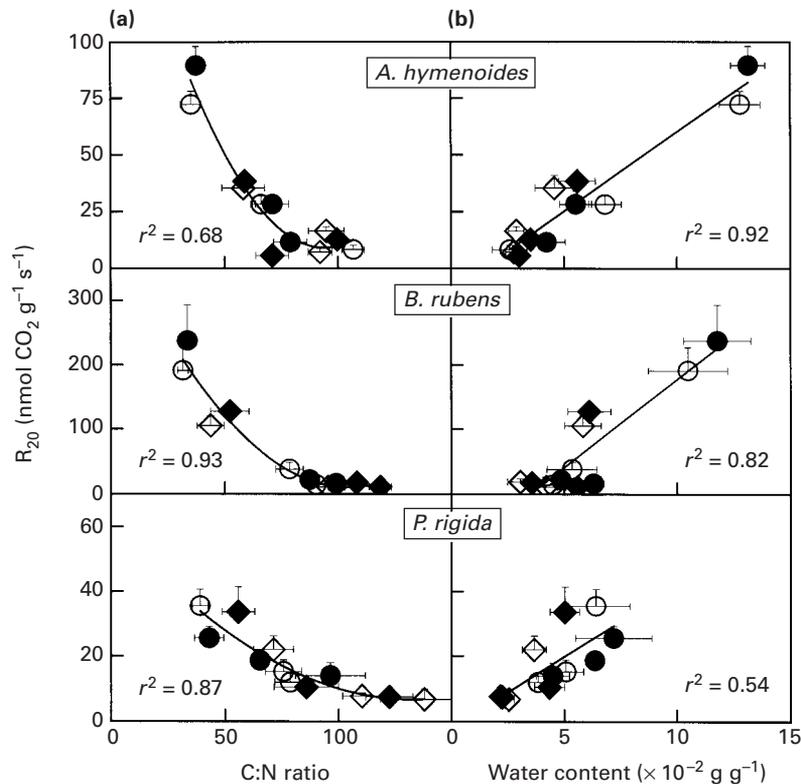 (a) (b)
100
75
50
25
0
A. hymenoides
r² = 0.68
r² = 0.92
300
200
100
0
B. rubens
r² = 0.93
r² = 0.82
60
40
20
0
P. rigida
r² = 0.87
r² = 0.54
R₂₀ (nmol CO₂ g⁻¹ s⁻¹)
0 50 100 0 5 10 15
C:N ratio
Water content (× 10⁻² g g⁻¹)